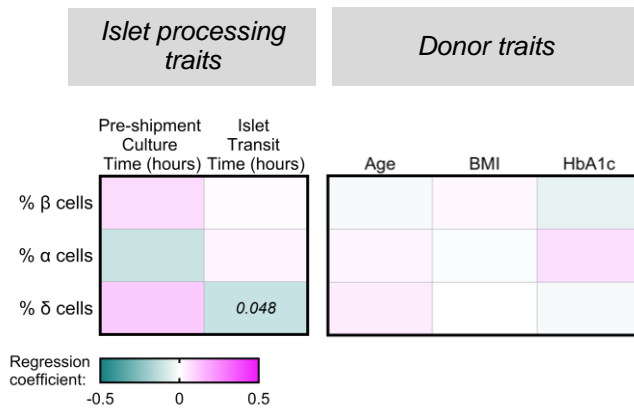 Islet processing
traits
Donor traits
Pre-shipment
Culture
Time (hours)
Islet
Transit
Time (hours)
Age
BMI
HbA1c
% β cells
% α cells
% δ cells
0.048
Regression
coefficient:
-0.5
0
0.5